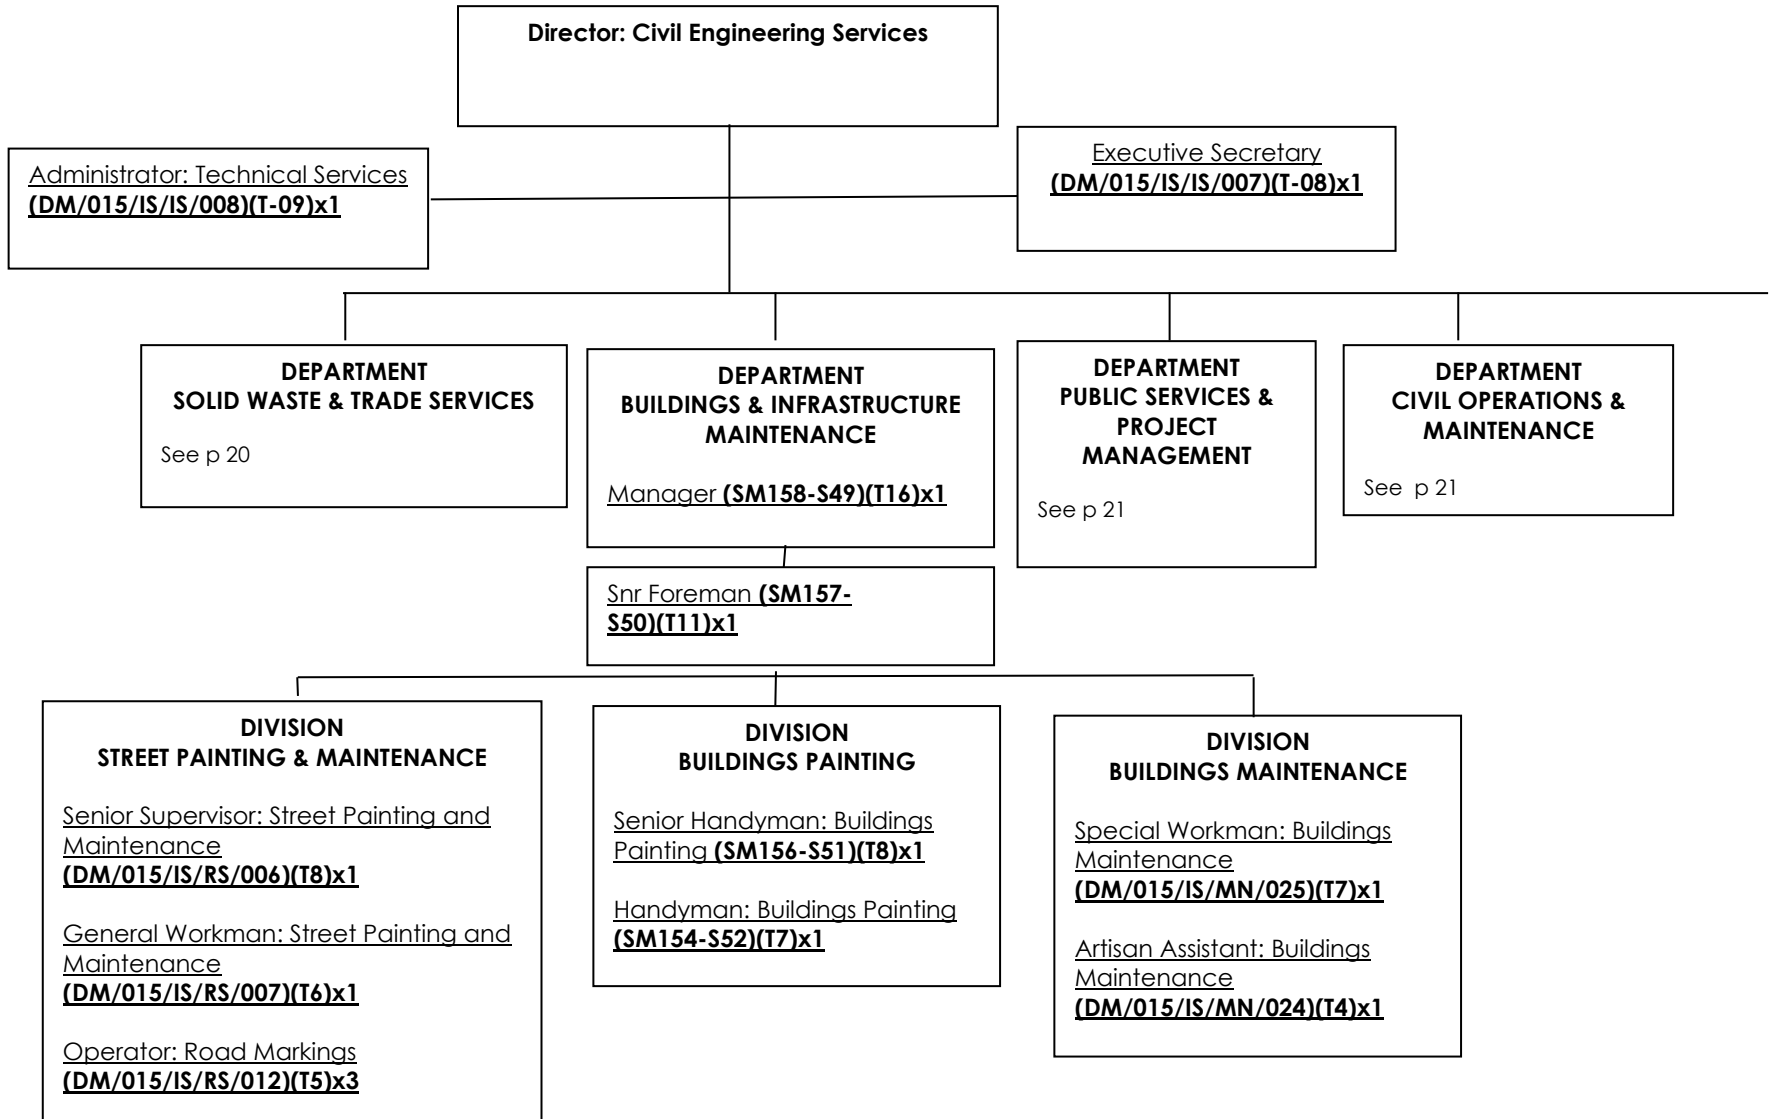 Director: Civil Engineering Services
Administrator: Technical Services
(DM/015/IS/IS/008)(T-09)x1
Executive Secretary
(DM/015/IS/IS/007)(T-08)x1
DEPARTMENT
SOLID WASTE & TRADE SERVICES
See p 20
DEPARTMENT
BUILDINGS & INFRASTRUCTURE
MAINTENANCE
Manager (SM158-S49)(T16)x1
DEPARTMENT
PUBLIC SERVICES &
PROJECT
MANAGEMENT
See p 21
DEPARTMENT
CIVIL OPERATIONS &
MAINTENANCE
See  p 21
Snr Foreman (SM157-
S50)(T11)x1
DIVISION
STREET PAINTING & MAINTENANCE
Senior Supervisor: Street Painting and
Maintenance
(DM/015/IS/RS/006)(T8)x1
General Workman: Street Painting and
Maintenance
(DM/015/IS/RS/007)(T6)x1
Operator: Road Markings
(DM/015/IS/RS/012)(T5)x3
DIVISION
BUILDINGS PAINTING
Senior Handyman: Buildings
Painting (SM156-S51)(T8)x1
Handyman: Buildings Painting
(SM154-S52)(T7)x1
DIVISION
BUILDINGS MAINTENANCE
Special Workman: Buildings
Maintenance
(DM/015/IS/MN/025)(T7)x1
Artisan Assistant: Buildings
Maintenance
(DM/015/IS/MN/024)(T4)x1